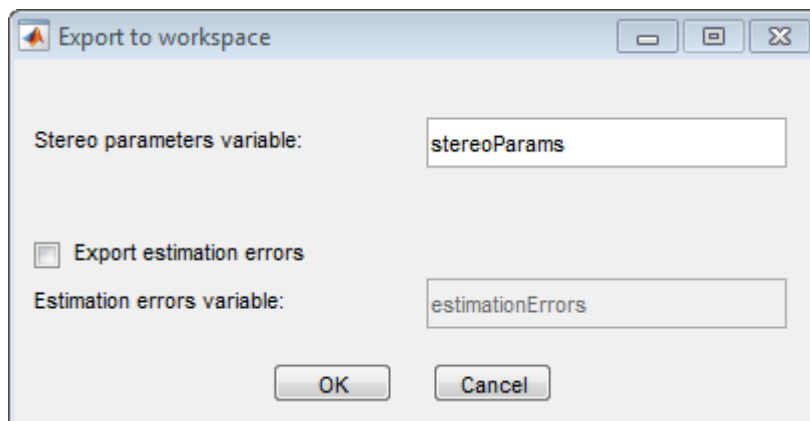 Export to workspace
Stereo parameters variable: stereoParams
Export estimation errors
Estimation errors variable: estimationErrors
OK Cancel